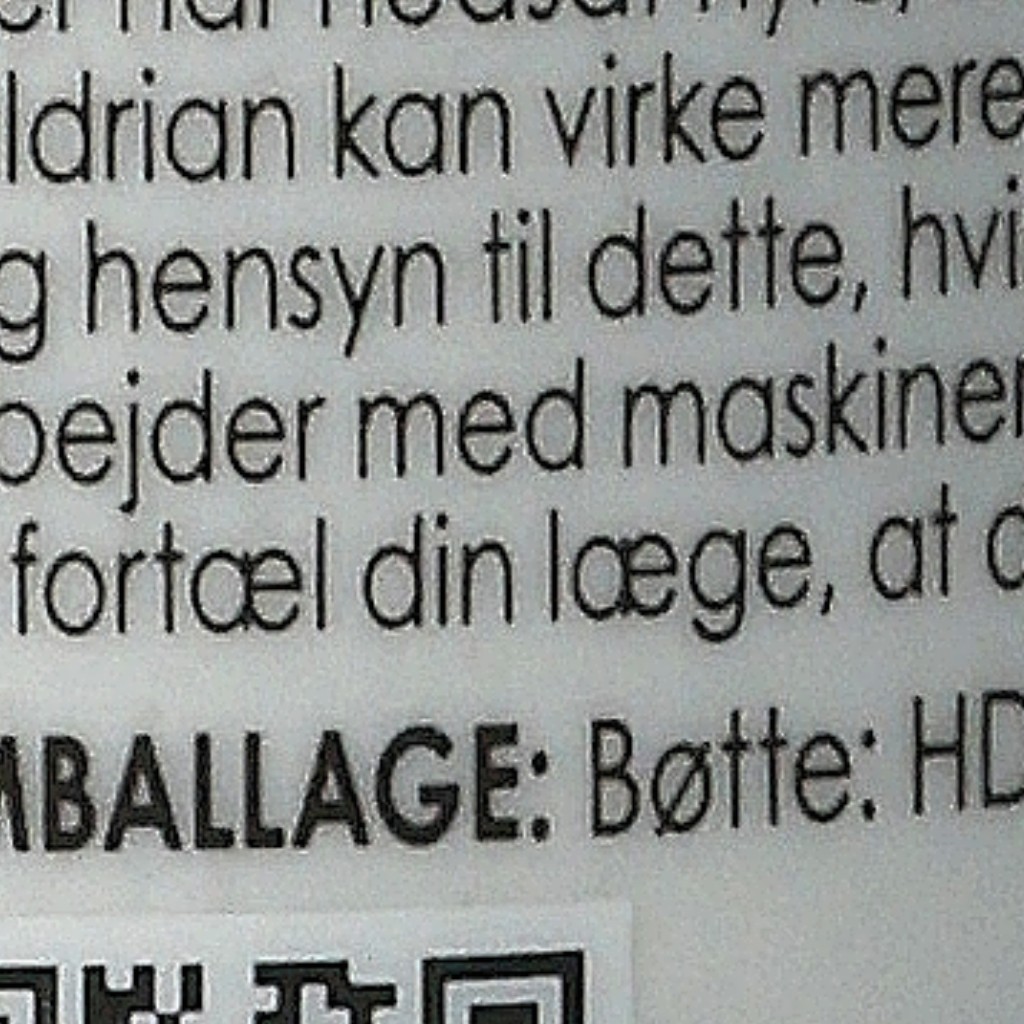 ldrian kan virke mere
g hensyn til dette, hvi
bejder med maskiner
fortæl din læge, at
MBALLAGE: Bøtte: HD